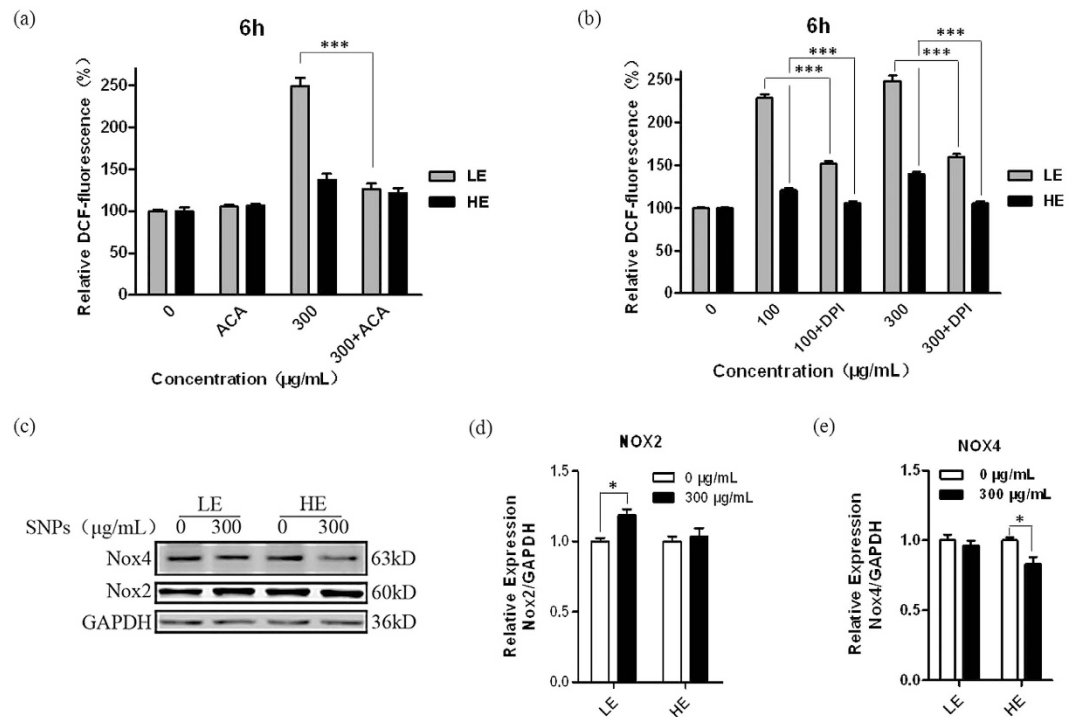 (a)
6h
Relative DCF-fluorescence (%)
250
200
150
100
50
0
***
LE
HE
0
ACA
300
300+ACA
Concentration (μg/mL)
(b)
6h
Relative DCF-fluorescence (%)
250
200
150
100
50
0
***
***
***
***
LE
HE
0
100
100+DPI
300
300+DPI
Concentration (μg/mL)
(c)
LE HE
SNPs (μg/mL) 0 300 0 300
Nox4 63kD
Nox2 60kD
GAPDH 36kD
(d)
NOX2
Relative Expression
Nox2/GAPDH
1.5
1.0
0.5
0.0
0 μg/mL
300 μg/mL
*
LE
HE
(e)
NOX4
Relative Expression
Nox4/GAPDH
1.5
1.0
0.5
0.0
0 μg/mL
300 μg/mL
*
LE
HE